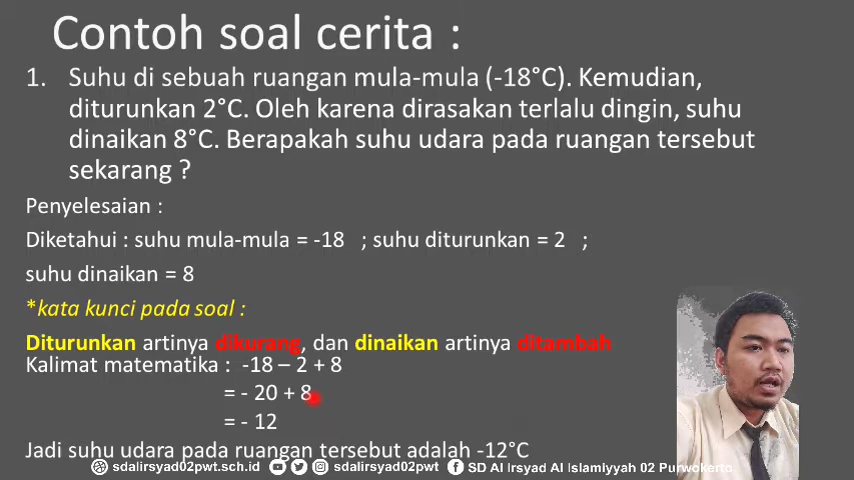 Contoh soal cerita :
1. Suhu di sebuah ruangan mula-mula (-18°C). Kemudian,
diturunkan 2°C. Oleh karena dirasakan terlalu dingin, suhu
dinaikan 8°C. Berapakah suhu udara pada ruangan tersebut
sekarang ?
Penyelesaian :
Diketahui : suhu mula-mula = -18 ; suhu diturunkan = 2 ;
suhu dinaikan = 8
*kata kunci pada soal :
Diturunkan artinya dikurang, dan dinaikan artinya ditambah
Kalimat matematika : -18 – 2 + 8
= - 20 + 8
= - 12
Jadi suhu udara pada ruangan tersebut adalah -12°C
sdalirsyad02pwt.sch.id sdalirsyad02pwt SD Al Irsyad Al Islamiyyah 02 Purwokerto